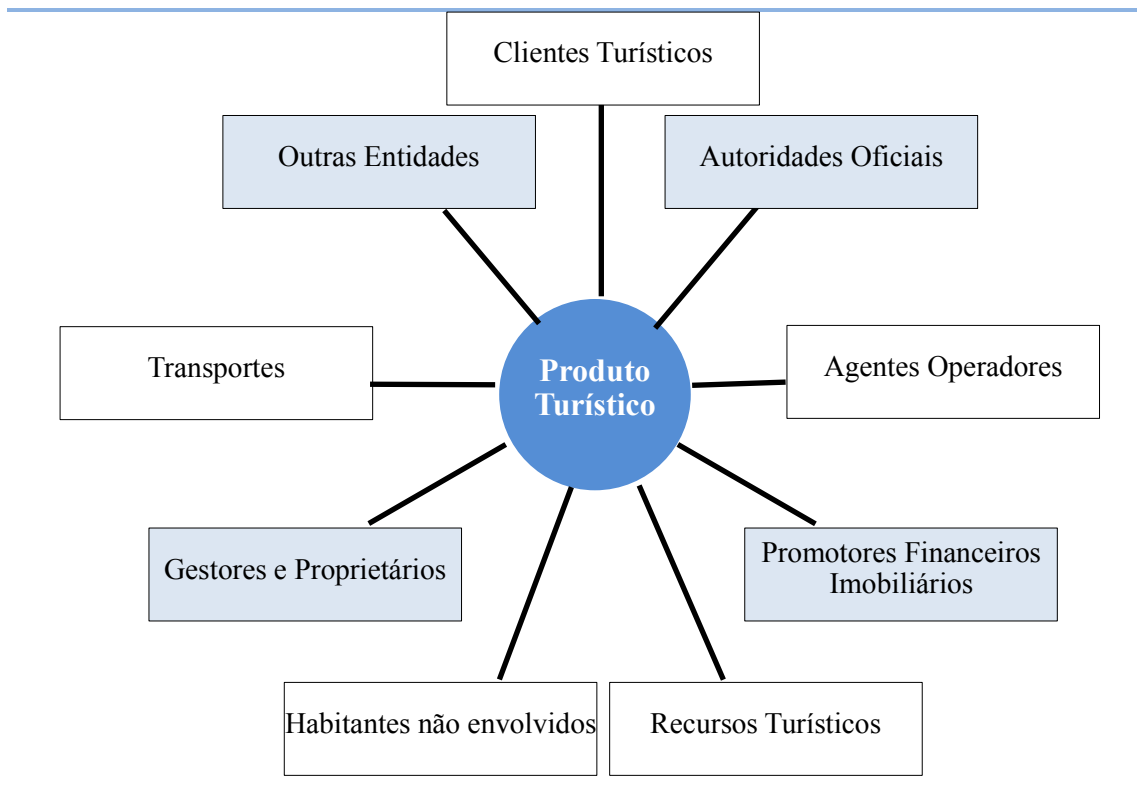 Clientes Turísticos
Outras Entidades
Autoridades Oficiais
Transportes
Produto
Turístico
Agentes Operadores
Gestores e Proprietários
Promotores Financeiros
Imobiliários
Habitantes não envolvidos
Recursos Turísticos